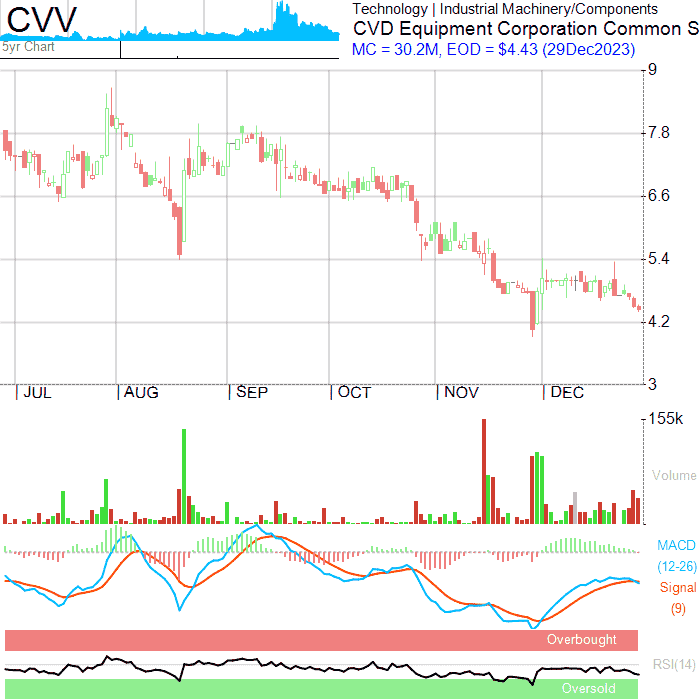 CVV
5yr Chart
Technology | Industrial Machinery/Components
CVD Equipment Corporation Common S
MC = 30.2M, EOD = $4.43 (29Dec2023)
9
7.8
6.6
5.4
4.2
3
JUL
AUG
SEP
OCT
NOV
DEC
155k
Volume
MACD
(12-26)
Signal
(9)
Overbought
RSI(14)
Oversold